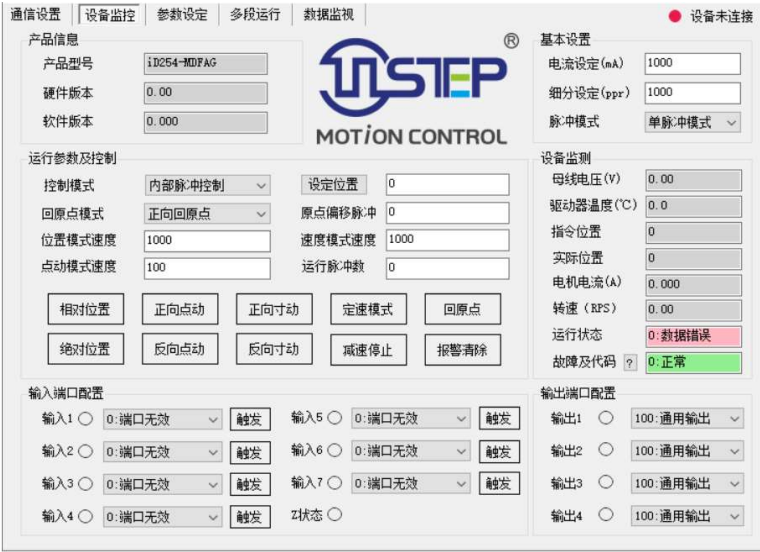 通信设置 设备监控 参数设定 多段运行 数据监视 设备未连接
产品信息
产品型号 iD254-MDFAG
硬件版本 0.00
软件版本 0.000
STEP ®
MOTiON CONTROL
基本设置
电流设定(mA) 1000
细分设定(ppr) 1000
脉冲模式 单脉冲模式
运行参数及控制
控制模式 内部脉冲控制 设定位置 0
回原点模式 正向回原点 原点偏移脉冲 0
位置模式速度 1000 速度模式速度 1000
点动模式速度 100 运行脉冲数 0
相对位置 正向点动 正向寸动 定速模式 回原点
绝对位置 反向点动 反向寸动 减速停止 报警清除
设备监测
母线电压(V) 0.00
驱动器温度(℃) 0.0
指令位置 0
实际位置 0
电机电流(A) 0.000
转速 (RPS) 0.00
运行状态 0:数据错误
故障及代码 ? 0:正常
输入端口配置
输入1 0:端口无效 触发 输入5 0:端口无效 触发
输入2 0:端口无效 触发 输入6 0:端口无效 触发
输入3 0:端口无效 触发 输入7 0:端口无效 触发
输入4 0:端口无效 触发 Z状态
输出端口配置
输出1 100:通用输出
输出2 100:通用输出
输出3 100:通用输出
输出4 100:通用输出